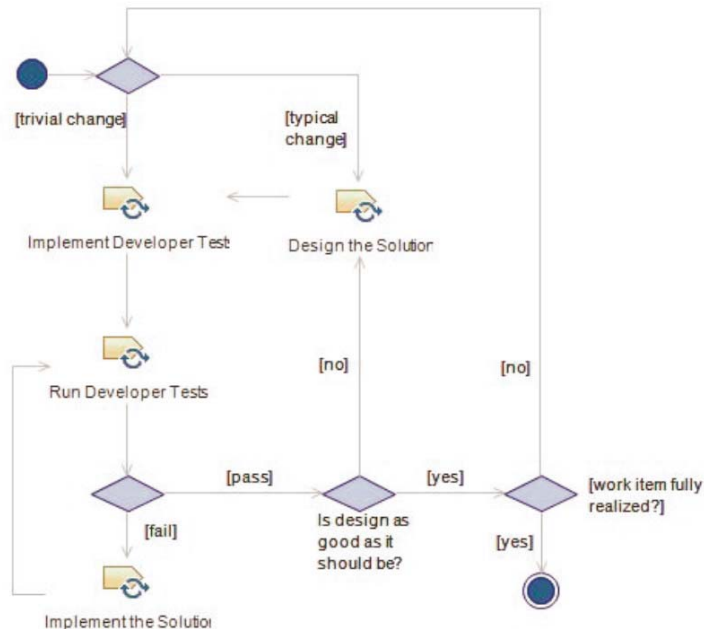 [trivial change]
[typical
change]
Implement Developer Tests
Design the Solution
[no]
[no]
Run Developer Tests
[pass]
[yes]
[work item fully
realized?]
[fail]
Is design as
good as it
should be?
[yes]
Implement the Solution